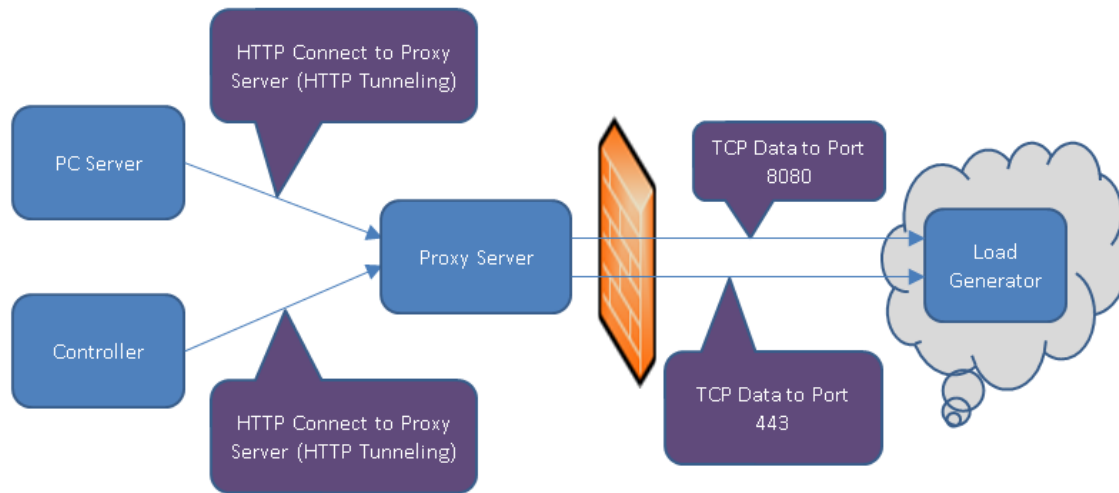 HTTP Connect to Proxy
Server (HTTP Tunneling)
PC Server
TCP Data to Port
8080
Proxy Server
Load
Generator
Controller
TCP Data to Port
443
HTTP Connect to Proxy
Server (HTTP Tunneling)